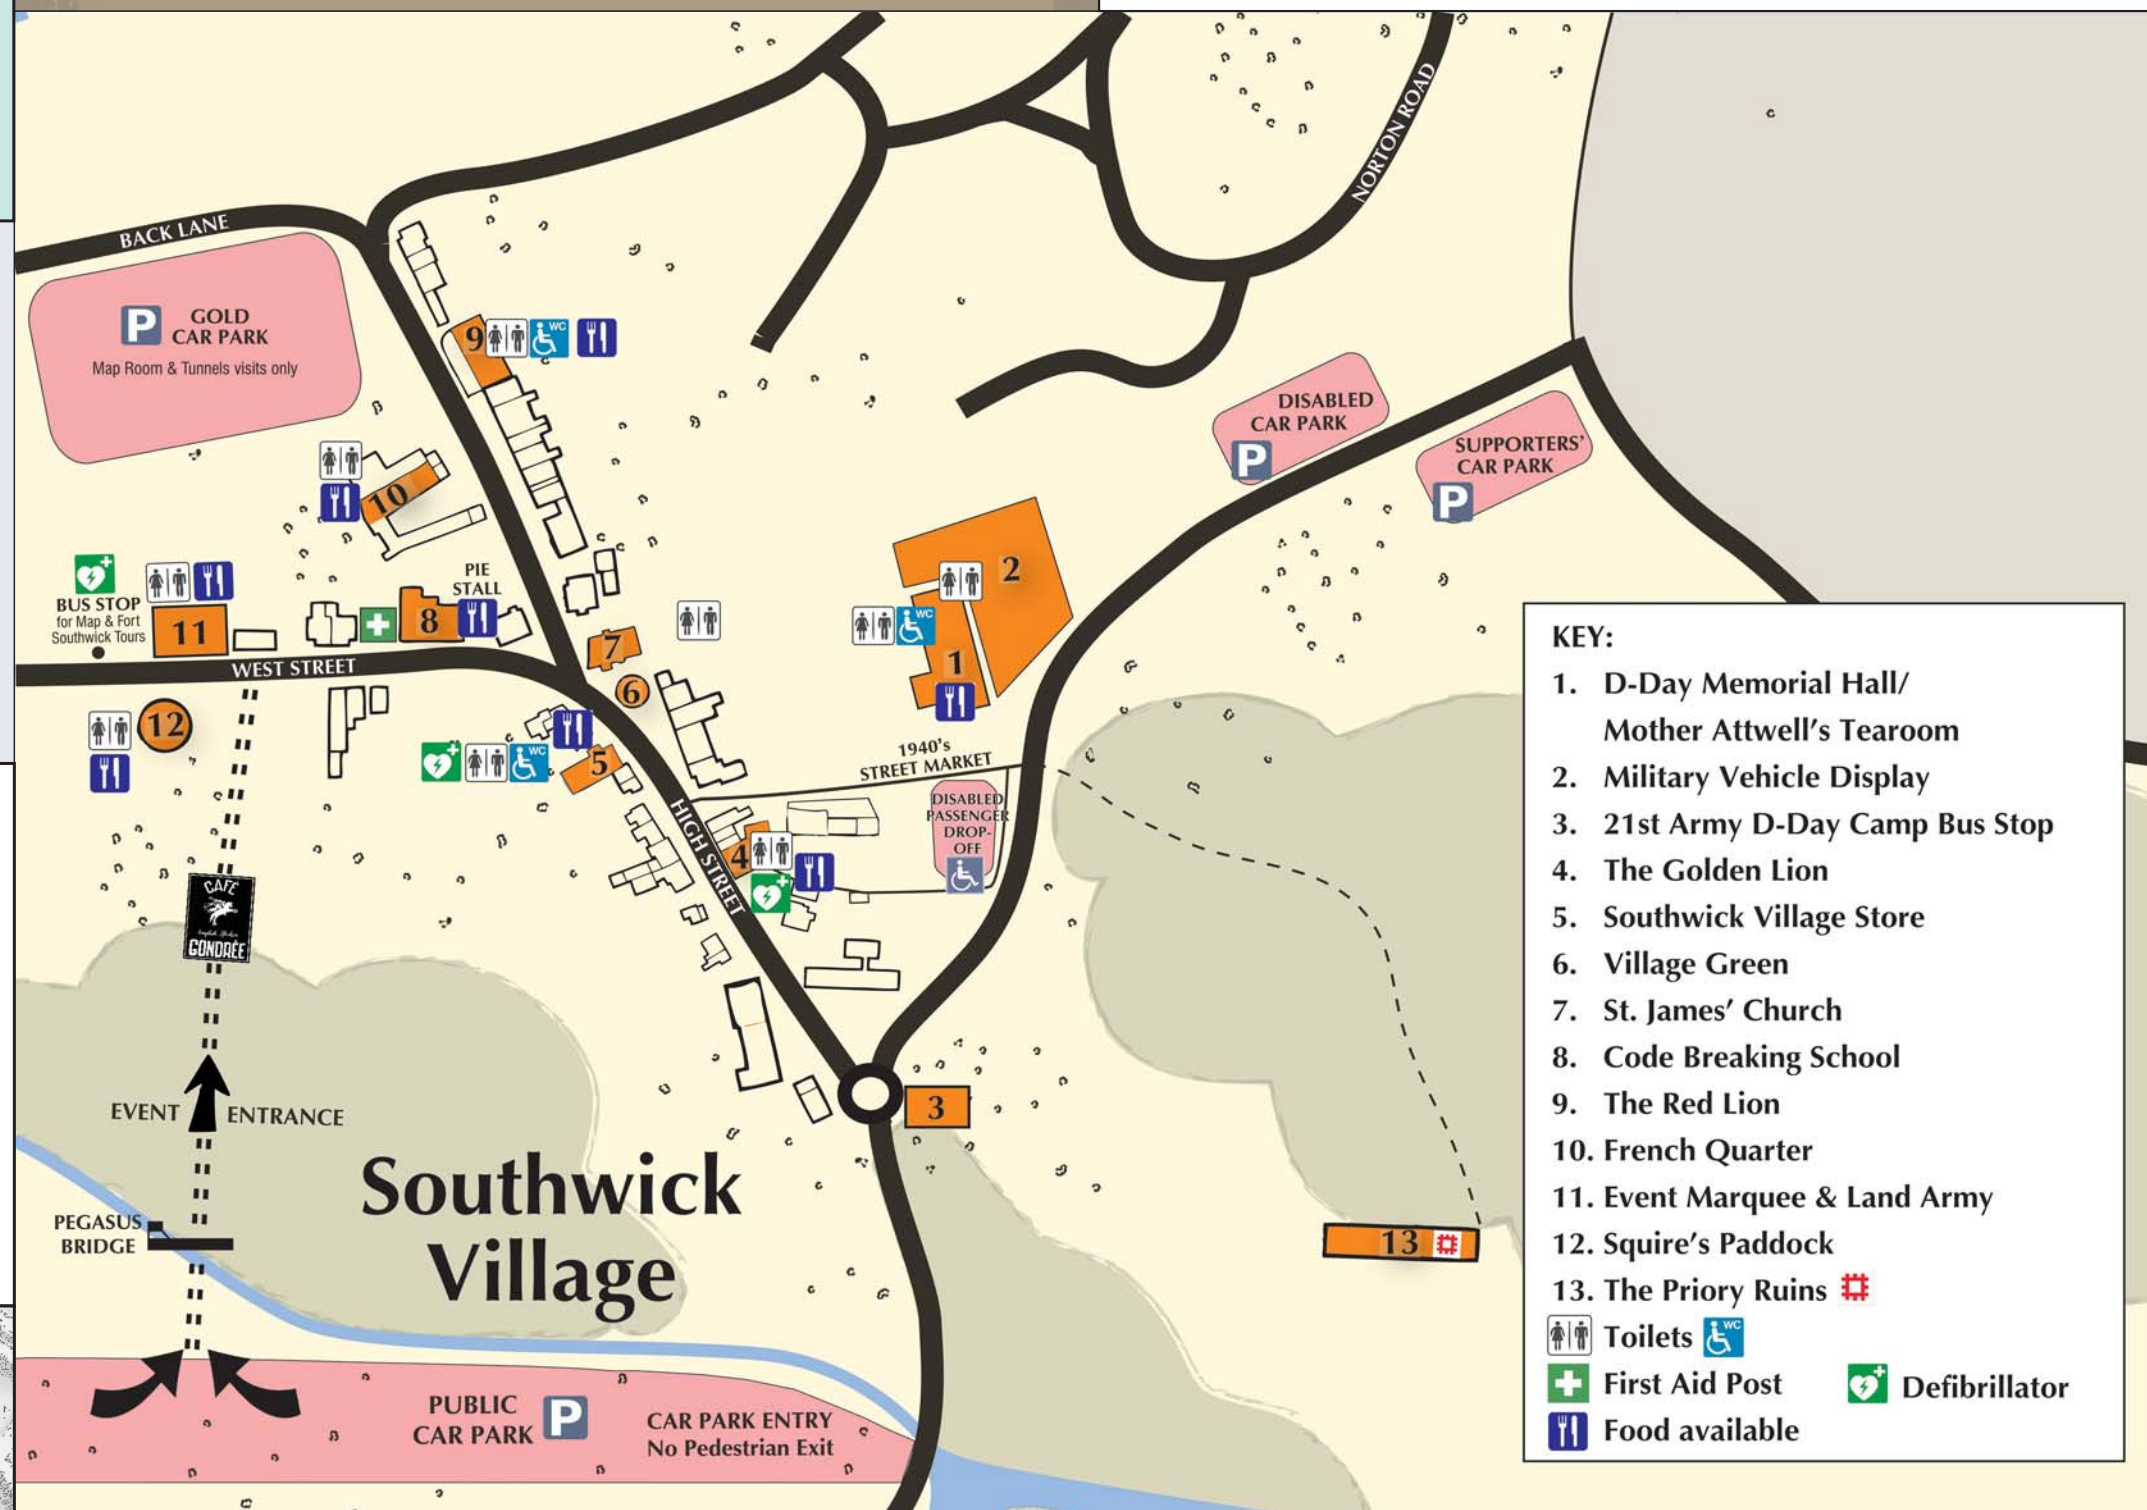 NORTON ROAD
BACK LANE
P
GOLD
CAR PARK
Map Room & Tunnels visits only
9
WC
DISABLED
CAR PARK
P
SUPPORTERS'
CAR PARK
P
10
2
PIE
STALL
BUS STOP
for Map & Fort
Southwick Tours
11
8
WC
7
1
WEST STREET
6
12
WC
5
1940's
STREET MARKET
DISABLED
PASSENGER
DROP-
OFF
HIGH STREET
4
CAFÉ
GONDRÉE
EVENT ENTRANCE
3
Southwick
Village
PEGASUS
BRIDGE
13
PUBLIC
CAR PARK
P
CAR PARK ENTRY
No Pedestrian Exit
KEY:
1. D-Day Memorial Hall/
Mother Attwell's Tearoom
2. Military Vehicle Display
3. 21st Army D-Day Camp Bus Stop
4. The Golden Lion
5. Southwick Village Store
6. Village Green
7. St. James' Church
8. Code Breaking School
9. The Red Lion
10. French Quarter
11. Event Marquee & Land Army
12. Squire's Paddock
13. The Priory Ruins
Toilets WC
First Aid Post
Defibrillator
Food available